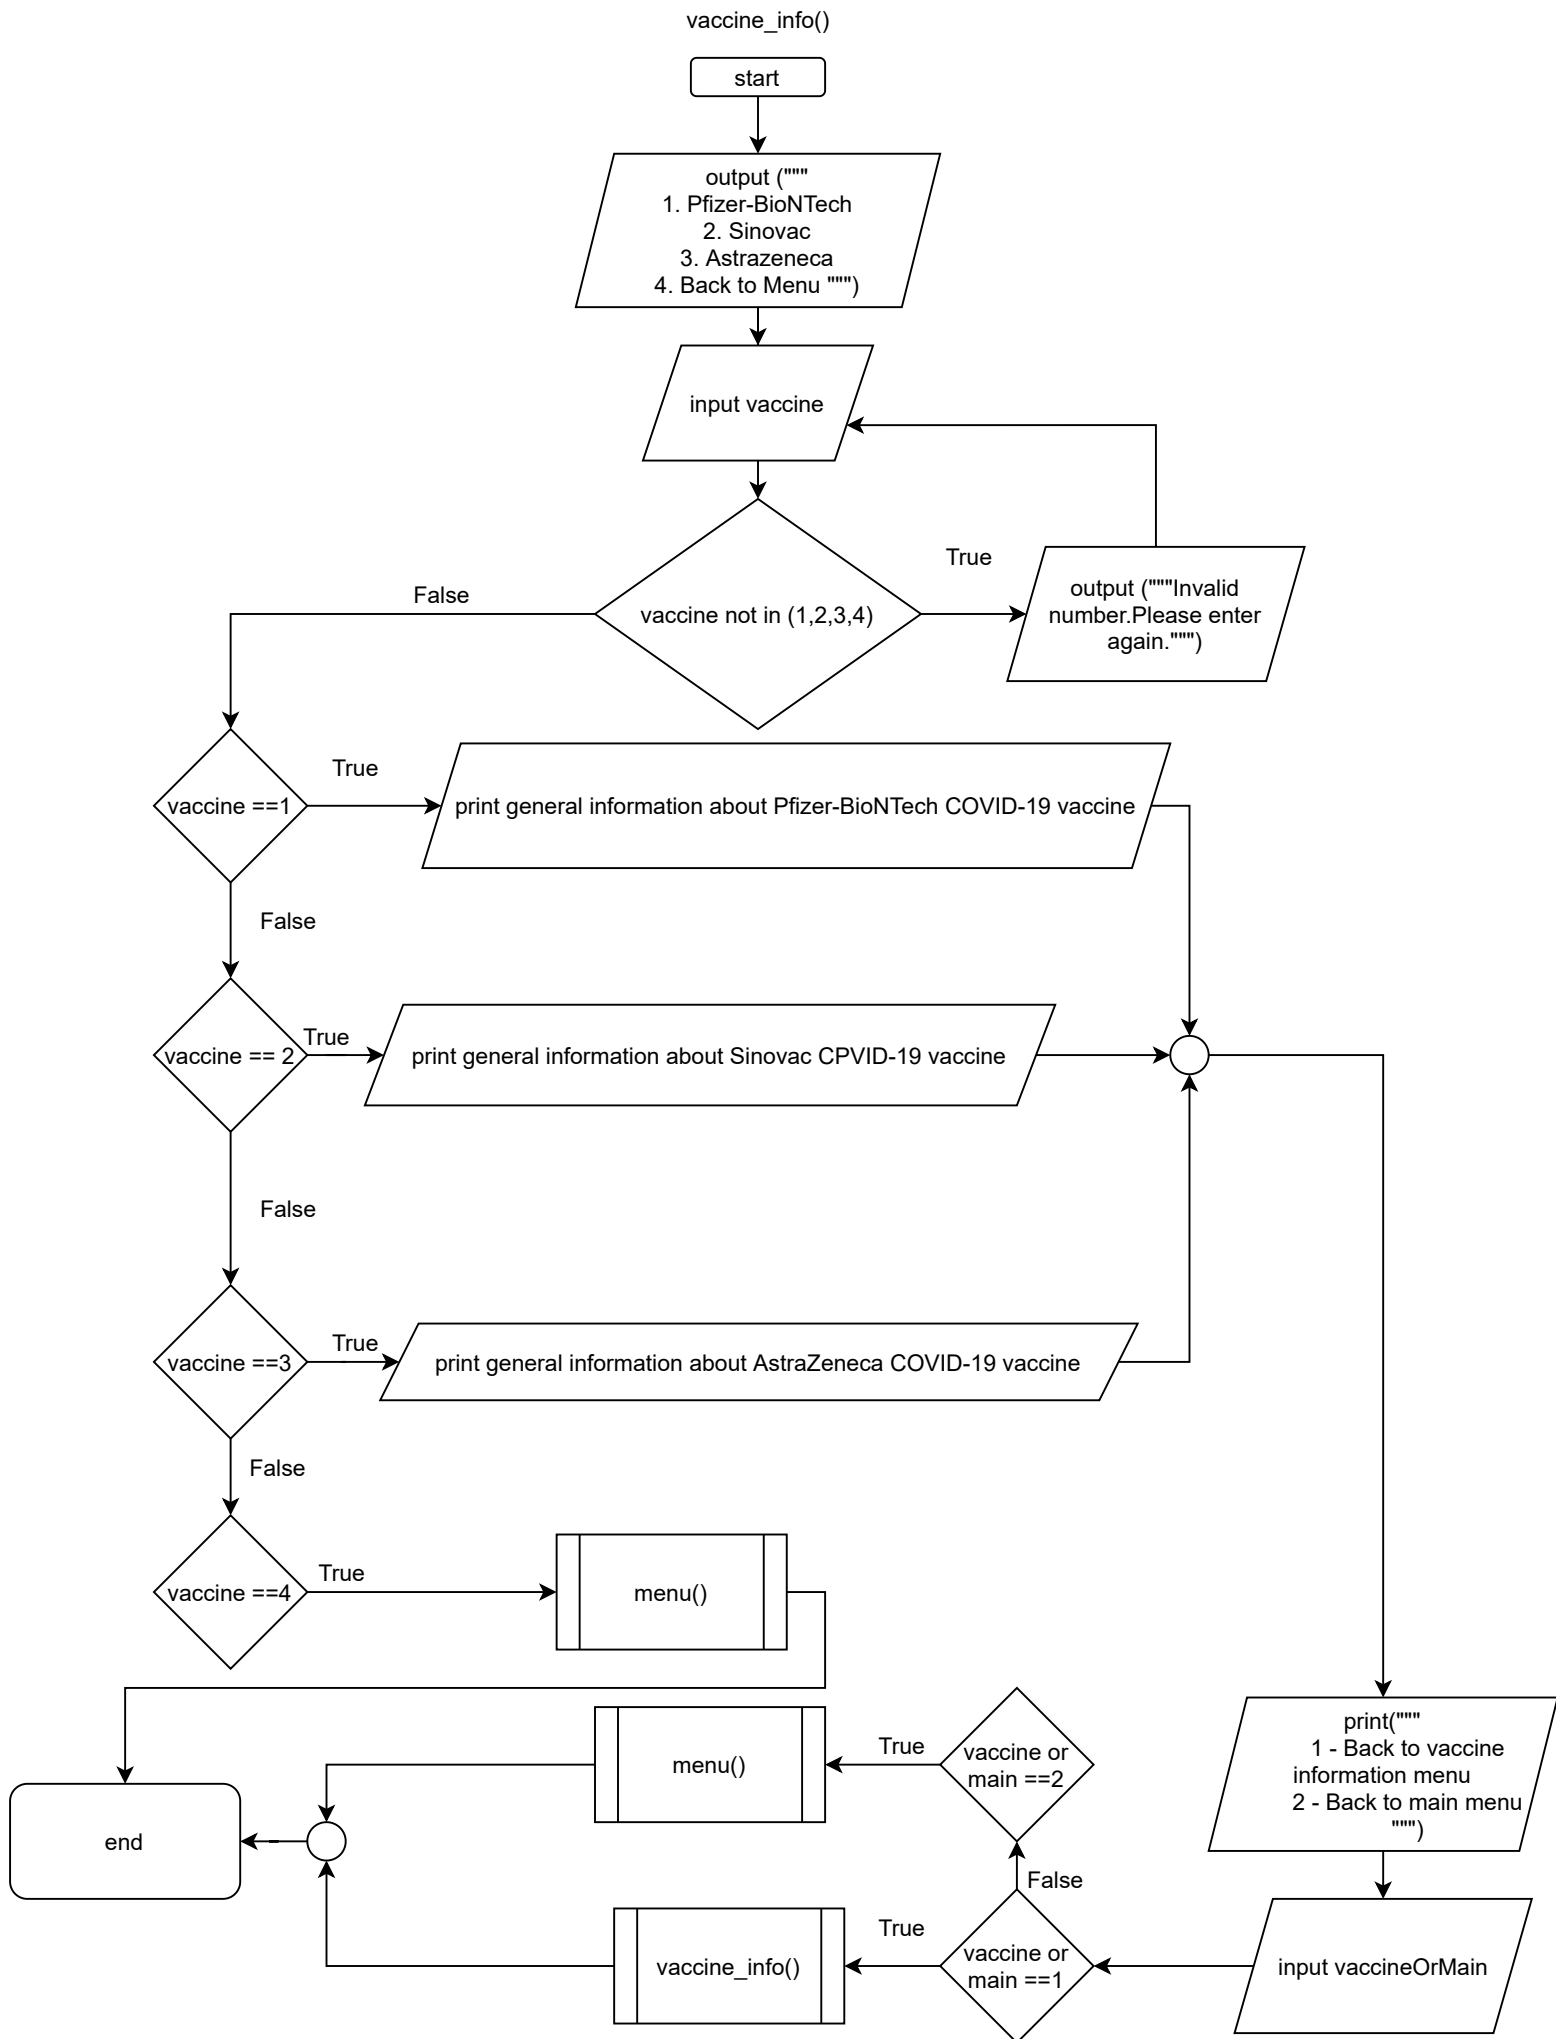 vaccine_info()
start
output ("""
1. Pfizer-BioNTech
2. Sinovac
3. Astrazeneca
4. Back to Menu """)
input vaccine
True
False
vaccine not in (1,2,3,4)
output ("""Invalid
number.Please enter
again.""")
True
vaccine ==1
print general information about Pfizer-BioNTech COVID-19 vaccine
False
True
vaccine == 2
print general information about Sinovac CPVID-19 vaccine
False
True
vaccine ==3
print general information about AstraZeneca COVID-19 vaccine
False
True
vaccine ==4
menu()
print("""
1 - Back to vaccine
information menu
2 - Back to main menu
""")
True
vaccine or
main ==2
menu()
end
False
True
vaccine or
main ==1
vaccine_info()
input vaccineOrMain